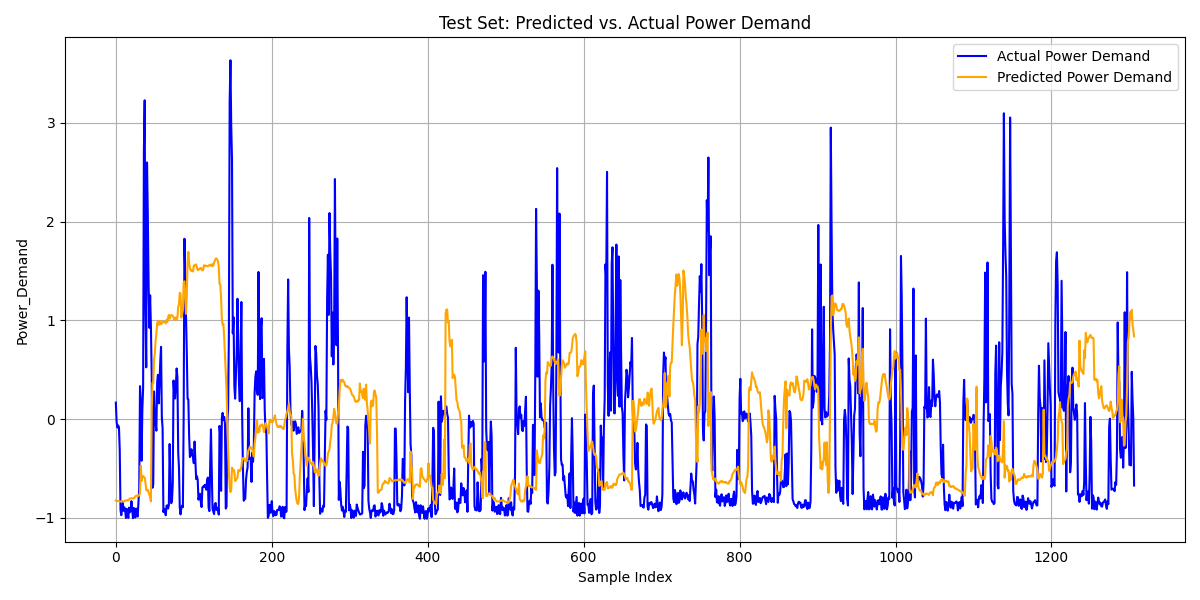 Test Set: Predicted vs. Actual Power Demand
Actual Power Demand
Predicted Power Demand
Power_Demand
3
2
1
0
−1
0
200
400
600
800
1000
1200
Sample Index